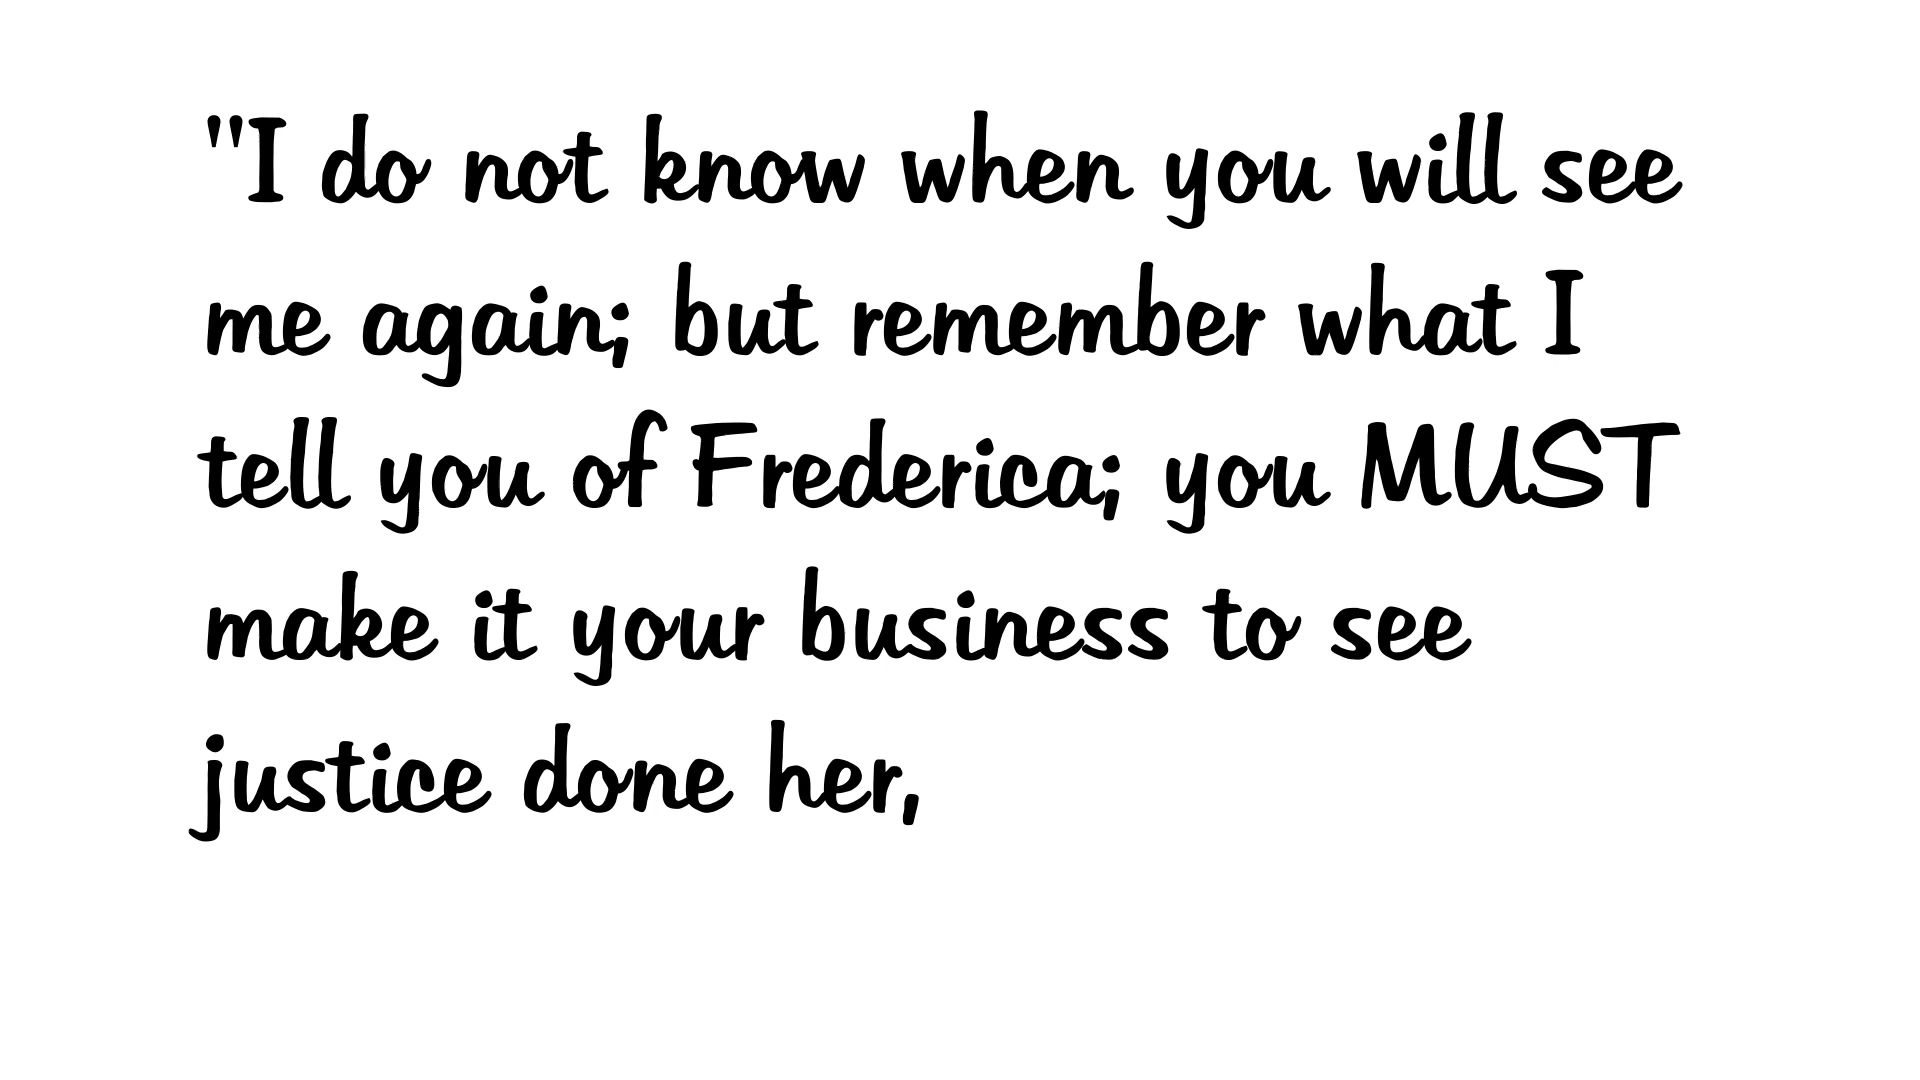 "I do not know when you will see
me again; but remember what I
tell you of Frederica; you MUST
make it your business to see
justice done her,